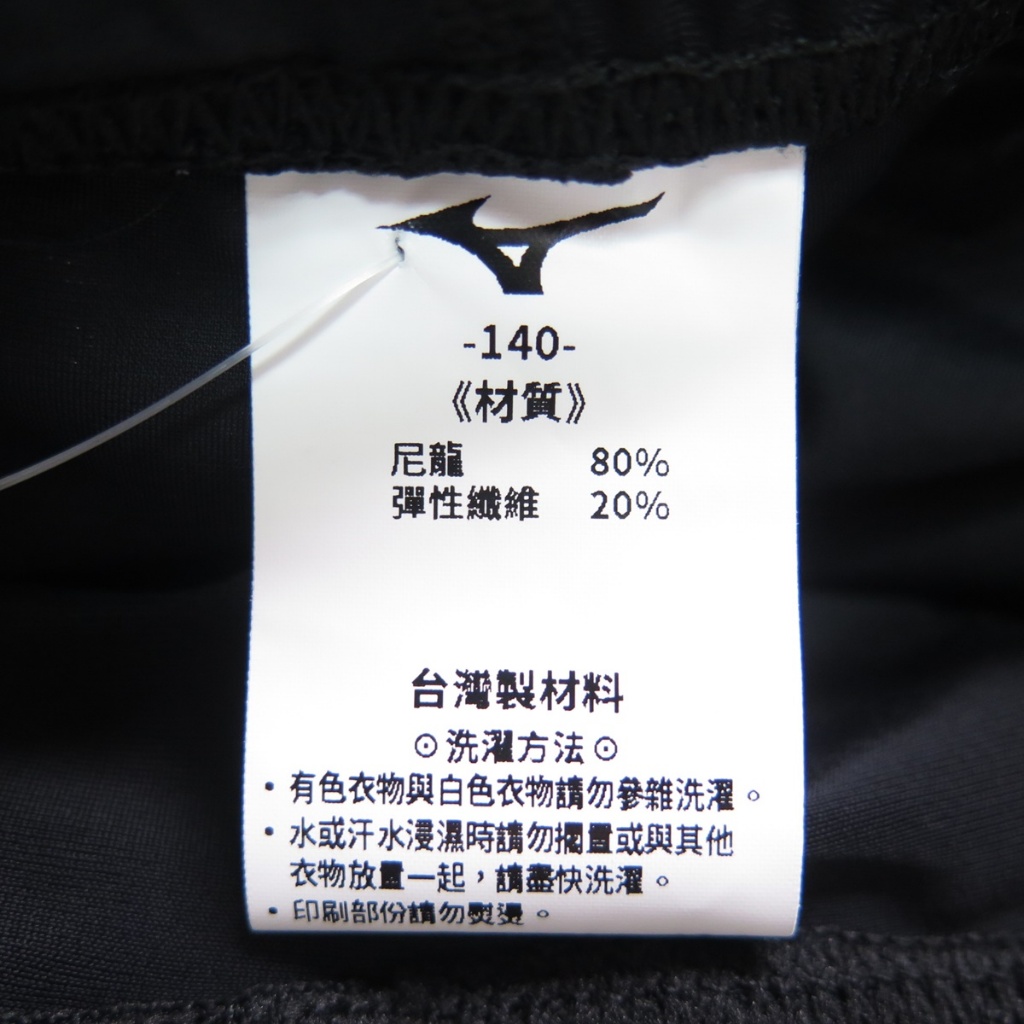 -140-
《材質》
尼龍 80%
彈性纖維 20%
台灣製材料
⊙洗濯方法⊙
・有色衣物與白色衣物請勿參雜洗濯。
・水或汗水浸濕時請勿擱置或與其他
衣物放置一起，請盡快洗濯。
・印刷部份請勿熨燙。